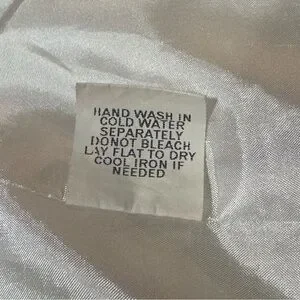 HAND WASH IN
COLD WATER
SEPARATELY
DONOT BLEACH
LAY FLAT TO DRY
COOL IRON IF
NEEDED